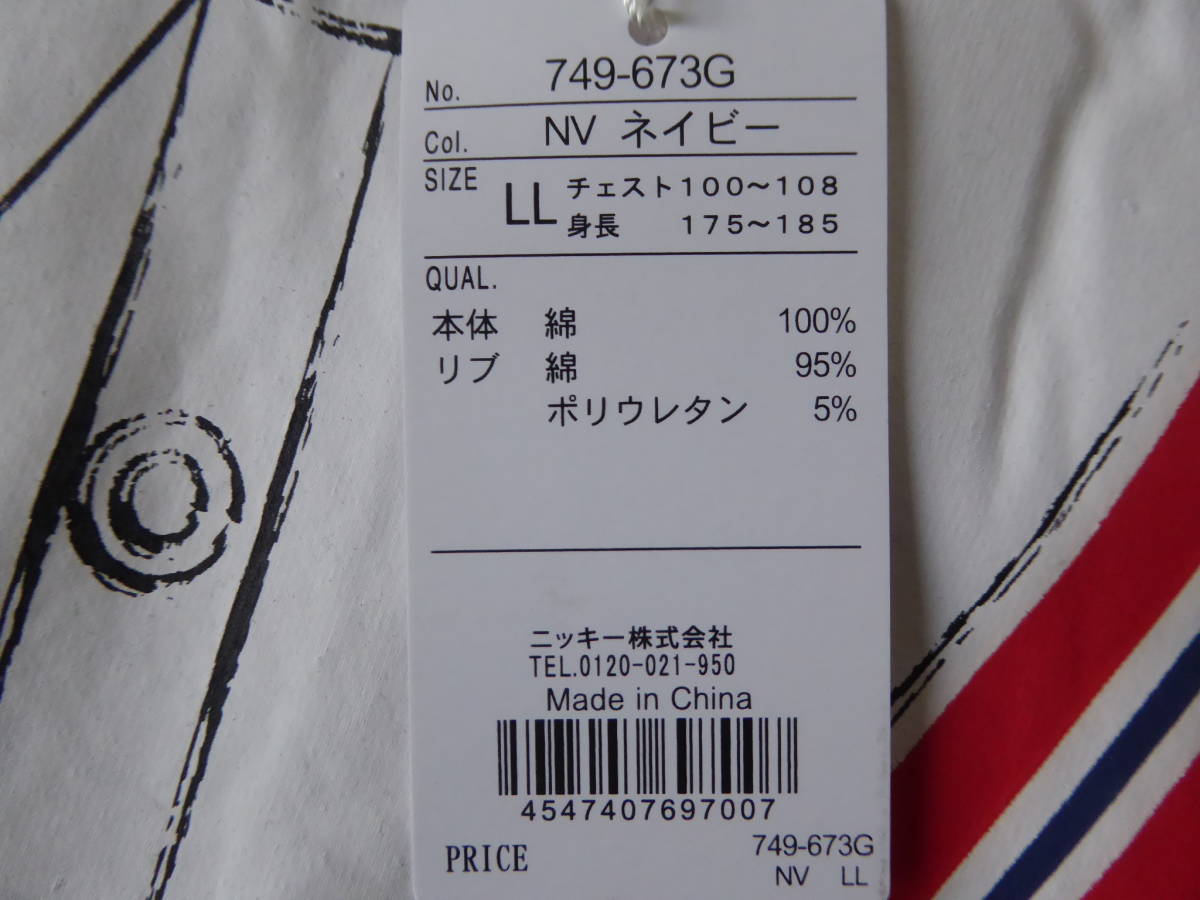 No. 749-673G
Col. NV ネイビー
SIZE LL チェスト100～108
身長 175～185
QUAL.
本体 綿 100%
リブ 綿 95%
ポリウレタン 5%
ニッキー株式会社
TEL.0120-021-950
Made in China
4547407697007
PRICE 749-673G
NV LL